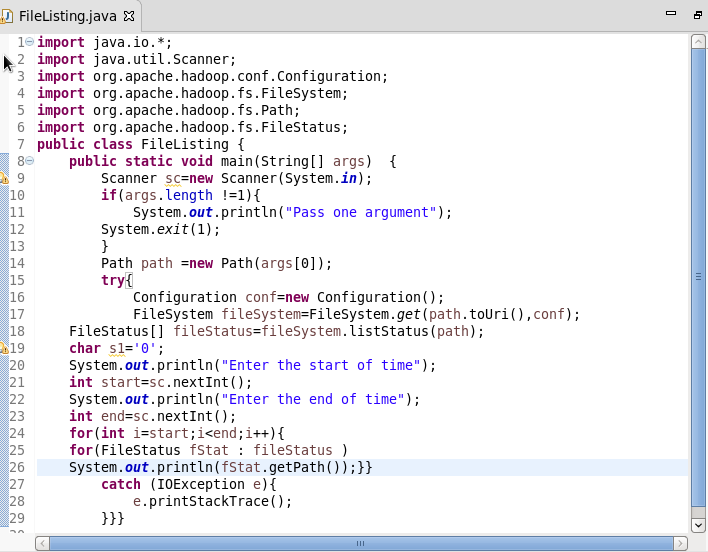 FileListing.java
1 import java.io.*;
2 import java.util.Scanner;
3 import org.apache.hadoop.conf.Configuration;
4 import org.apache.hadoop.fs.FileSystem;
5 import org.apache.hadoop.fs.Path;
6 import org.apache.hadoop.fs.FileStatus;
7 public class FileListing {
8     public static void main(String[] args)  {
9         Scanner sc=new Scanner(System.in);
10         if(args.length !=1){
11             System.out.println("Pass one argument");
12         System.exit(1);
13         }
14         Path path =new Path(args[0]);
15         try{
16             Configuration conf=new Configuration();
17             FileSystem fileSystem=FileSystem.get(path.toUri(),conf);
18     FileStatus[] fileStatus=fileSystem.listStatus(path);
19     char s1='0';
20     System.out.println("Enter the start of time");
21     int start=sc.nextInt();
22     System.out.println("Enter the end of time");
23     int end=sc.nextInt();
24     for(int i=start;i<end;i++){
25     for(FileStatus fStat : fileStatus )
26     System.out.println(fStat.getPath());}}
27         catch (IOException e){
28             e.printStackTrace();
29         }}}